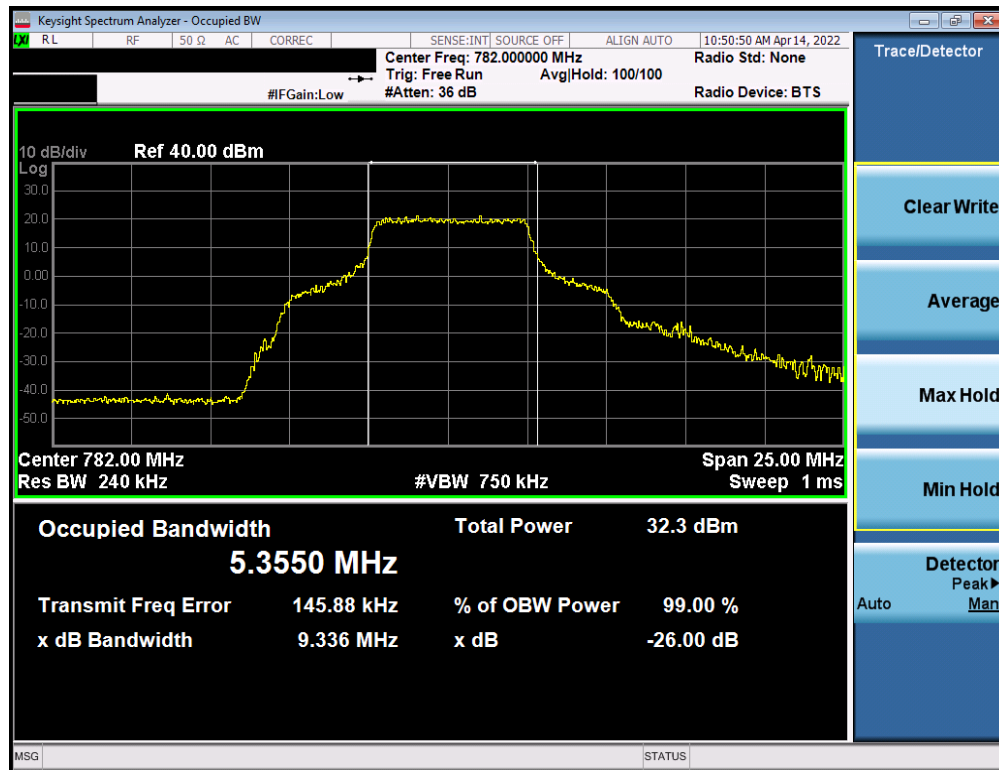 Keysight Spectrum Analyzer - Occupied BW
LXI RL RF 50 Ω AC CORREC SENSE:INT SOURCE OFF ALIGN AUTO 10:50:50 AM Apr 14, 2022
Center Freq: 782.000000 MHz Radio Std: None
Trig: Free Run Avg|Hold: 100/100
#IFGain:Low #Atten: 36 dB Radio Device: BTS
10 dB/div Ref 40.00 dBm
Log
30.0
20.0
10.0
0.00
-10.0
-20.0
-30.0
-40.0
-50.0
Center 782.00 MHz Span 25.00 MHz
Res BW 240 kHz #VBW 750 kHz Sweep 1 ms
Occupied Bandwidth Total Power 32.3 dBm
5.3550 MHz
Transmit Freq Error 145.88 kHz % of OBW Power 99.00 %
x dB Bandwidth 9.336 MHz x dB -26.00 dB
MSG STATUS
Trace/Detector
Clear Write
Average
Max Hold
Min Hold
Detector
Peak▶
Auto Man